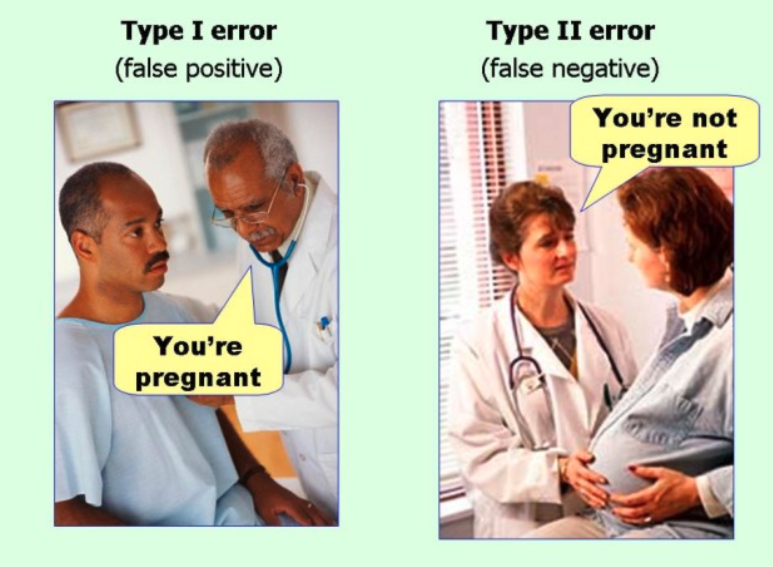 Type I error
(false positive)
You're
pregnant
Type II error
(false negative)
You're not
pregnant